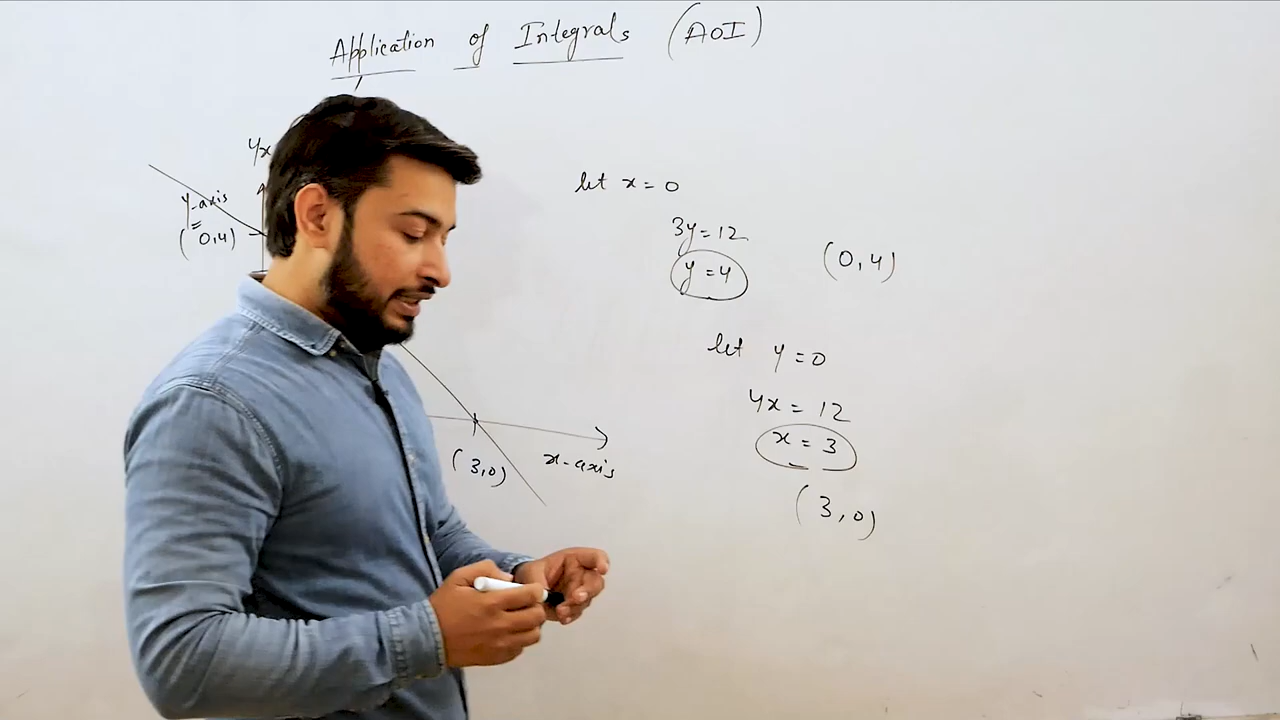 Application of Integrals (AOI)
4x
y-axis
(0,4)
(3,0)
x-axis
let x = 0
3y = 12
y = 4
(0,4)
let y = 0
4x = 12
x = 3
(3,0)